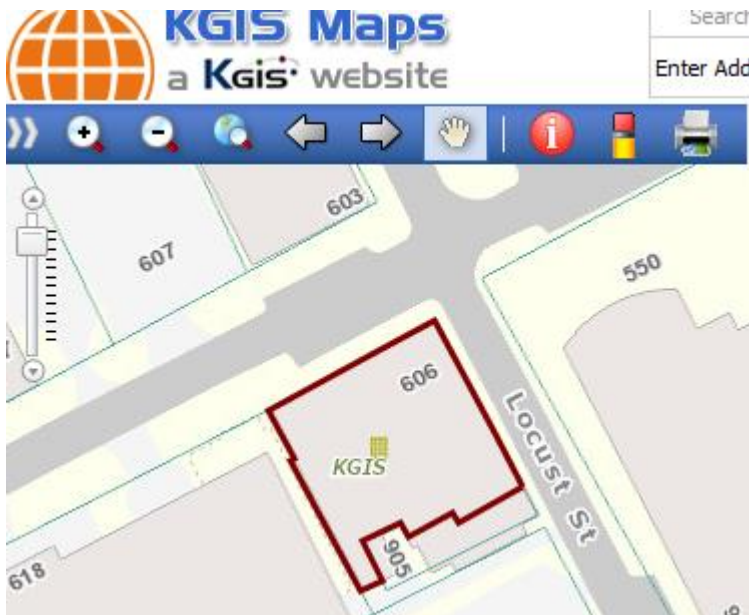 KGIS Maps
a KGIS website
Search
Enter Add
603
607
550
606
Locust St
KGIS
905
618